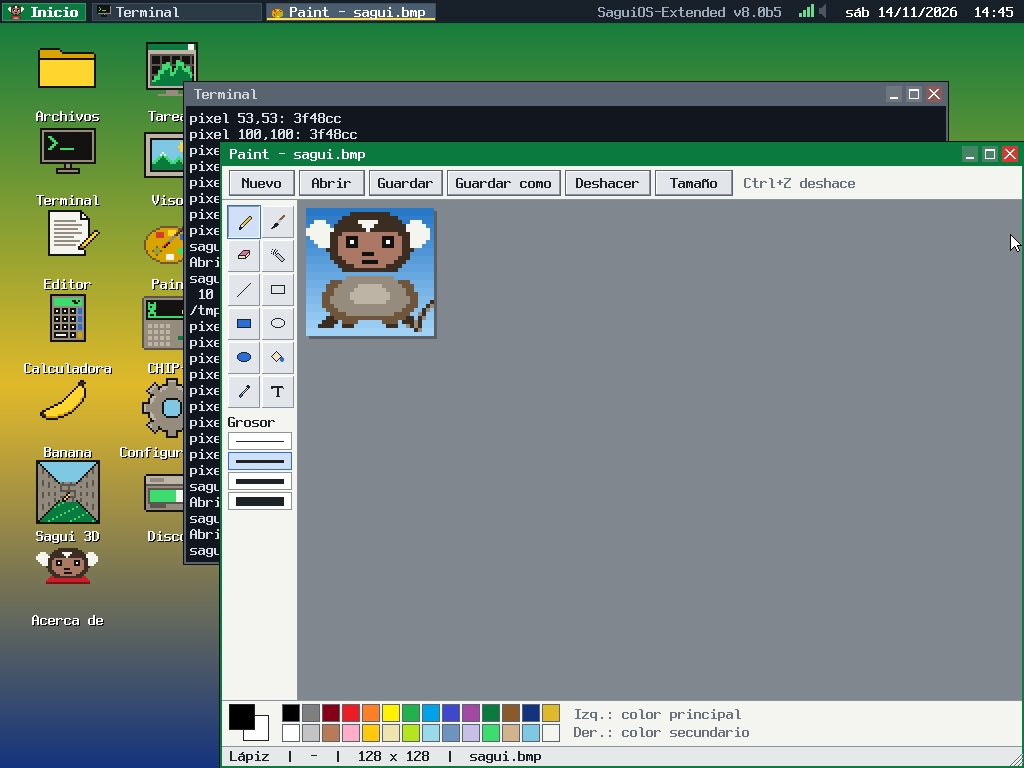 Inicio
Terminal
Paint - sagui.bmp
SaguiOS-Extended v8.0b5
sáb 14/11/2026 14:45
Archivos
Terminal
Editor
Calculadora
Banana
Sagui 3D
Acerca de
Terminal
pixel 53,53: 3f48cc
pixel 100,100: 3f48cc
Paint - sagui.bmp
Nuevo
Abrir
Guardar
Guardar como
Deshacer
Tamaño
Ctrl+Z deshace
T
Grosor
Izq.: color principal
Der.: color secundario
Lápiz | - | 128 x 128 | sagui.bmp